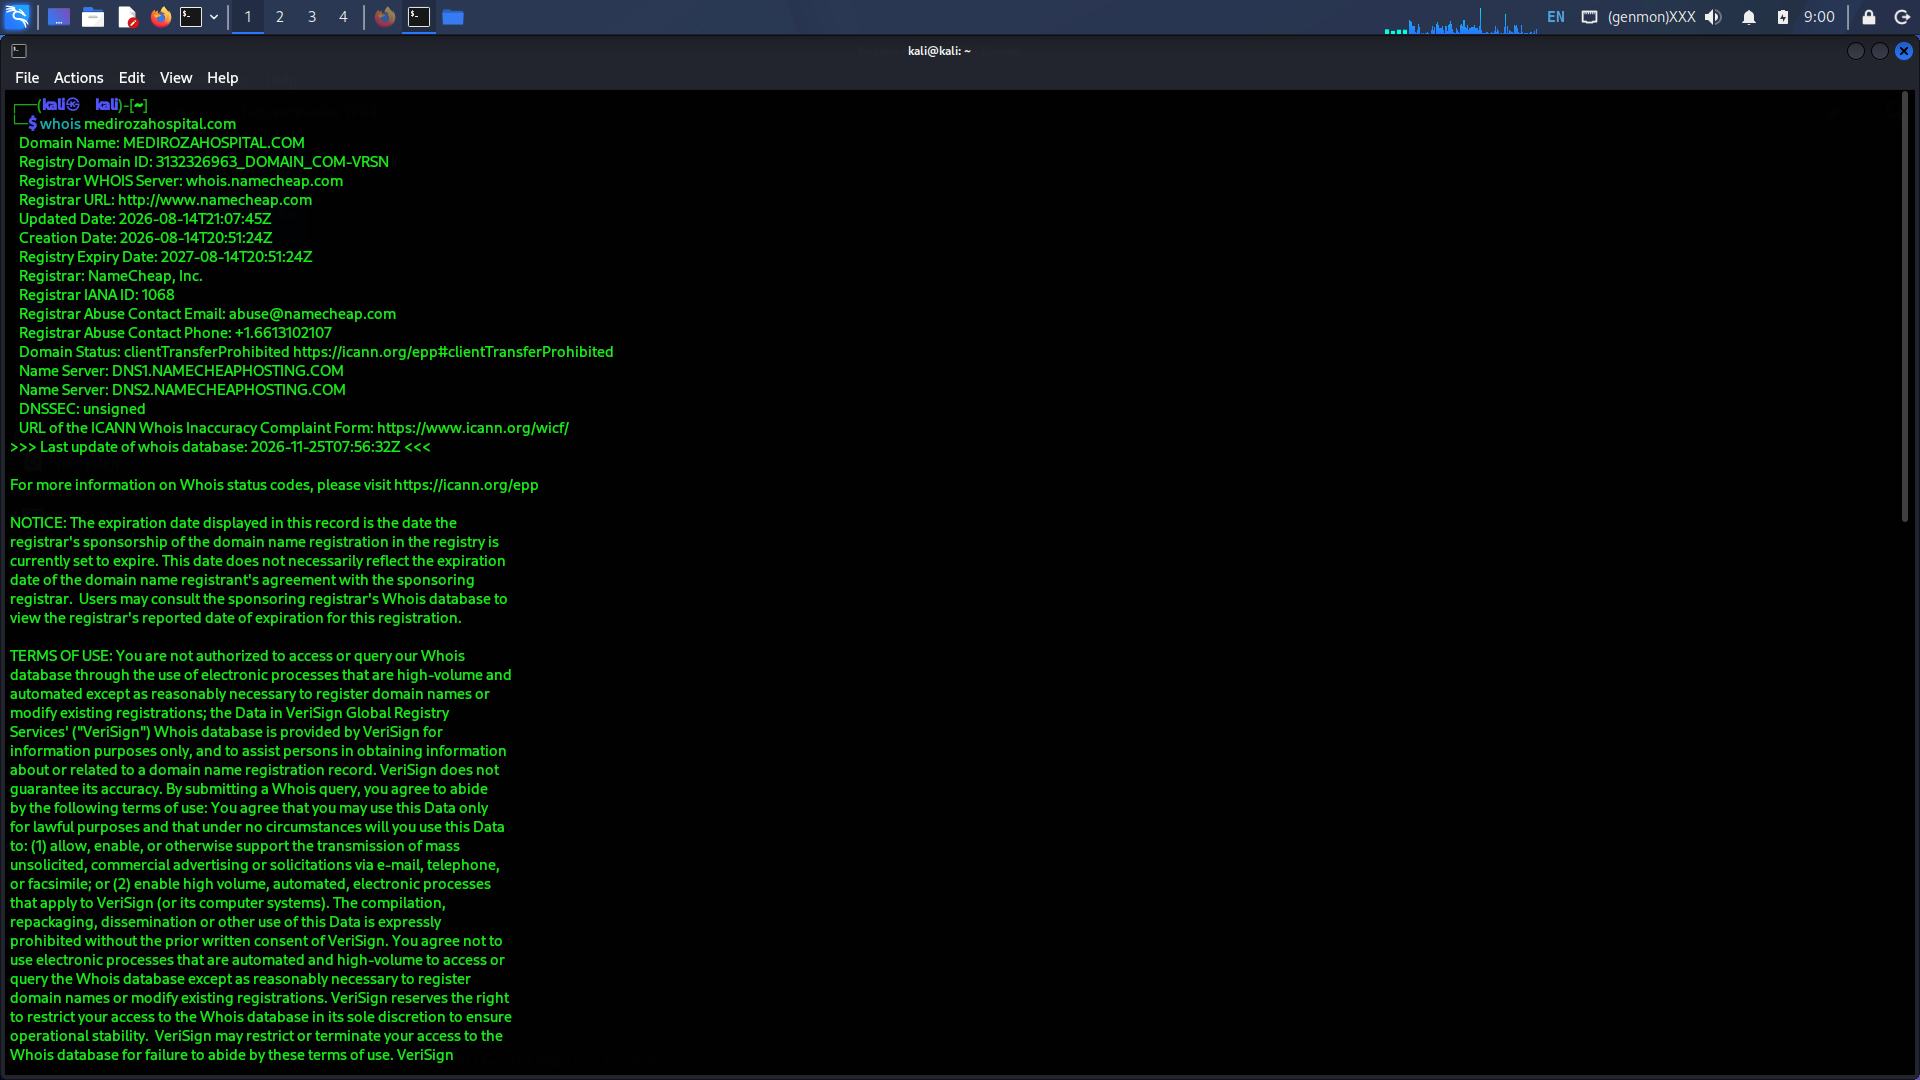 1 2 3 4
EN (genmon)XXX 9:00
kali@kali: ~
File Actions Edit View Help
┌──(kali㉿ kali)-[~]
└─$ whois medirozahospital.com
Domain Name: MEDIROZAHOSPITAL.COM
Registry Domain ID: 3132326963_DOMAIN_COM-VRSN
Registrar WHOIS Server: whois.namecheap.com
Registrar URL: http://www.namecheap.com
Updated Date: 2026-08-14T21:07:45Z
Creation Date: 2026-08-14T20:51:24Z
Registry Expiry Date: 2027-08-14T20:51:24Z
Registrar: NameCheap, Inc.
Registrar IANA ID: 1068
Registrar Abuse Contact Email: abuse@namecheap.com
Registrar Abuse Contact Phone: +1.6613102107
Domain Status: clientTransferProhibited https://icann.org/epp#clientTransferProhibited
Name Server: DNS1.NAMECHEAPHOSTING.COM
Name Server: DNS2.NAMECHEAPHOSTING.COM
DNSSEC: unsigned
URL of the ICANN Whois Inaccuracy Complaint Form: https://www.icann.org/wicf/
>>> Last update of whois database: 2026-11-25T07:56:32Z <<<
For more information on Whois status codes, please visit https://icann.org/epp
NOTICE: The expiration date displayed in this record is the date the
registrar's sponsorship of the domain name registration in the registry is
currently set to expire. This date does not necessarily reflect the expiration
date of the domain name registrant's agreement with the sponsoring
registrar.  Users may consult the sponsoring registrar's Whois database to
view the registrar's reported date of expiration for this registration.
TERMS OF USE: You are not authorized to access or query our Whois
database through the use of electronic processes that are high-volume and
automated except as reasonably necessary to register domain names or
modify existing registrations; the Data in VeriSign Global Registry
Services' ("VeriSign") Whois database is provided by VeriSign for
information purposes only, and to assist persons in obtaining information
about or related to a domain name registration record. VeriSign does not
guarantee its accuracy. By submitting a Whois query, you agree to abide
by the following terms of use: You agree that you may use this Data only
for lawful purposes and that under no circumstances will you use this Data
to: (1) allow, enable, or otherwise support the transmission of mass
unsolicited, commercial advertising or solicitations via e-mail, telephone,
or facsimile; or (2) enable high volume, automated, electronic processes
that apply to VeriSign (or its computer systems). The compilation,
repackaging, dissemination or other use of this Data is expressly
prohibited without the prior written consent of VeriSign. You agree not to
use electronic processes that are automated and high-volume to access or
query the Whois database except as reasonably necessary to register
domain names or modify existing registrations. VeriSign reserves the right
to restrict your access to the Whois database in its sole discretion to ensure
operational stability.  VeriSign may restrict or terminate your access to the
Whois database for failure to abide by these terms of use. VeriSign